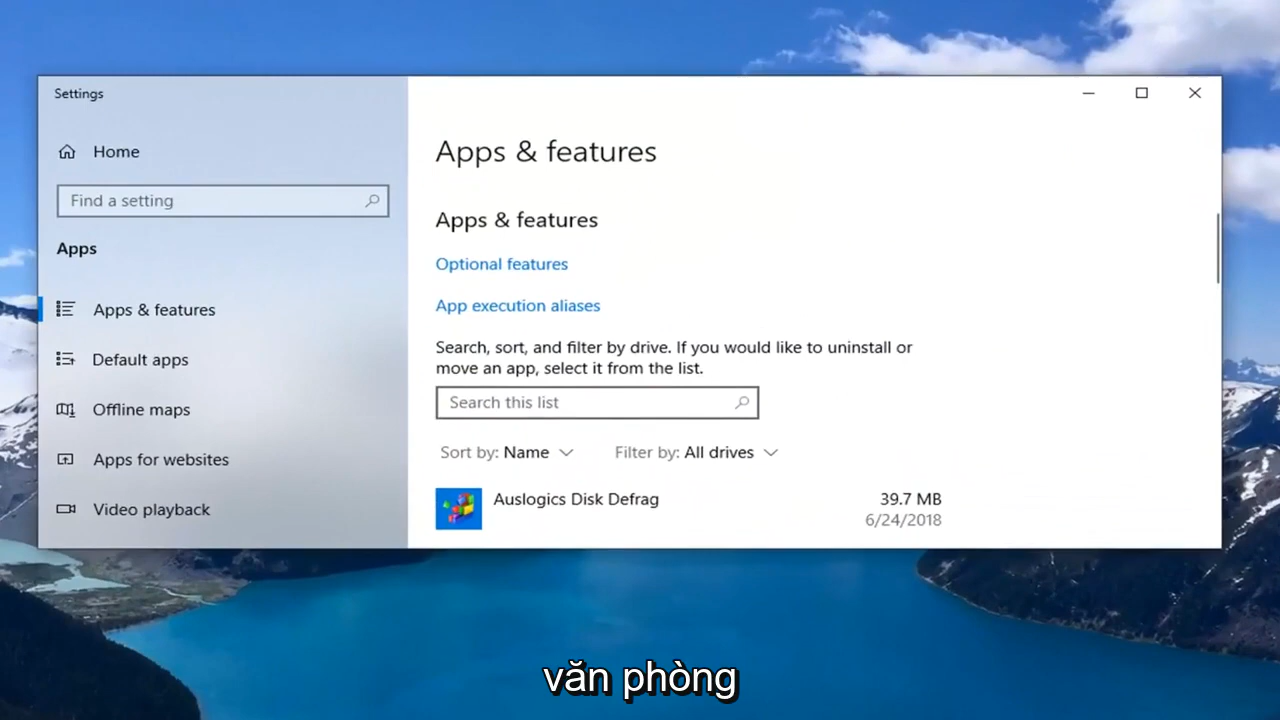 Settings
Home
Find a setting
Apps
Apps & features
Default apps
Offline maps
Apps for websites
Video playback
Apps & features
Apps & features
Optional features
App execution aliases
Search, sort, and filter by drive. If you would like to uninstall or
move an app, select it from the list.
Search this list
Sort by: Name Filter by: All drives
Auslogics Disk Defrag 39.7 MB
6/24/2018
văn phòng